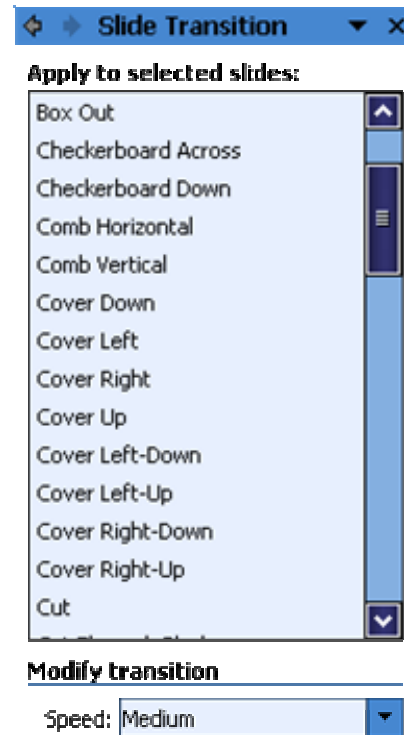 Slide Transition
Apply to selected slides:
Box Out
Checkerboard Across
Checkerboard Down
Comb Horizontal
Comb Vertical
Cover Down
Cover Left
Cover Right
Cover Up
Cover Left-Down
Cover Left-Up
Cover Right-Down
Cover Right-Up
Cut
Modify transition
Speed: Medium